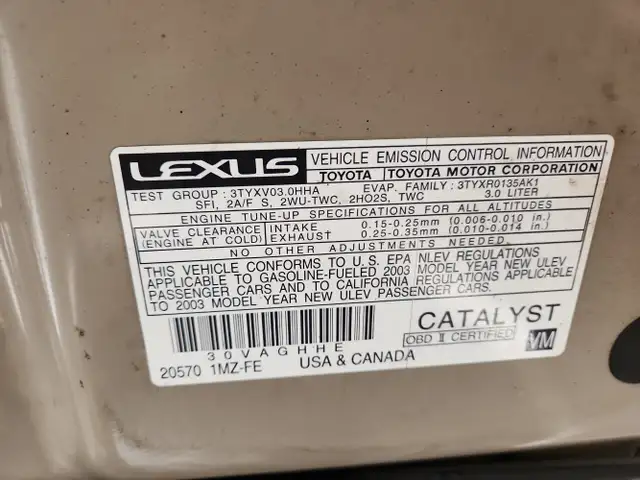 LEXUS
VEHICLE EMISSION CONTROL INFORMATION
TOYOTA TOYOTA MOTOR CORPORATION
TEST GROUP : 3TYXV03.0HHA EVAP. FAMILY : 3TYXR0135AK1
SFI, 2A/F S, 2WU-TWC, 2HO2S, TWC 3.0 LITER
ENGINE TUNE-UP SPECIFICATIONS FOR ALL ALTITUDES
VALVE CLEARANCE INTAKE 0.15-0.25mm (0.006-0.010 in.)
(ENGINE AT COLD) EXHAUST 0.25-0.35mm (0.010-0.014 in.)
NO OTHER ADJUSTMENTS NEEDED.
THIS VEHICLE CONFORMS TO U.S. EPA NLEV REGULATIONS
APPLICABLE TO GASOLINE-FUELED 2003 MODEL YEAR NEW ULEV
PASSENGER CARS AND TO CALIFORNIA REGULATIONS APPLICABLE
TO 2003 MODEL YEAR NEW ULEV PASSENGER CARS.
CATALYST
OBD II CERTIFIED VM
30VAGHHE
20570 1MZ-FE USA & CANADA